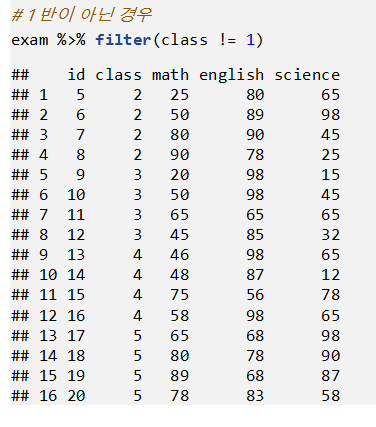 # 1반이 아닌 경우
exam %>% filter(class != 1)
##    id class math english science
## 1   5     2   25      80      65
## 2   6     2   50      89      98
## 3   7     2   80      90      45
## 4   8     2   90      78      25
## 5   9     3   20      98      15
## 6  10     3   50      98      45
## 7  11     3   65      65      65
## 8  12     3   45      85      32
## 9  13     4   46      98      65
## 10 14     4   48      87      12
## 11 15     4   75      56      78
## 12 16     4   58      98      65
## 13 17     5   65      68      98
## 14 18     5   80      78      90
## 15 19     5   89      68      87
## 16 20     5   78      83      58